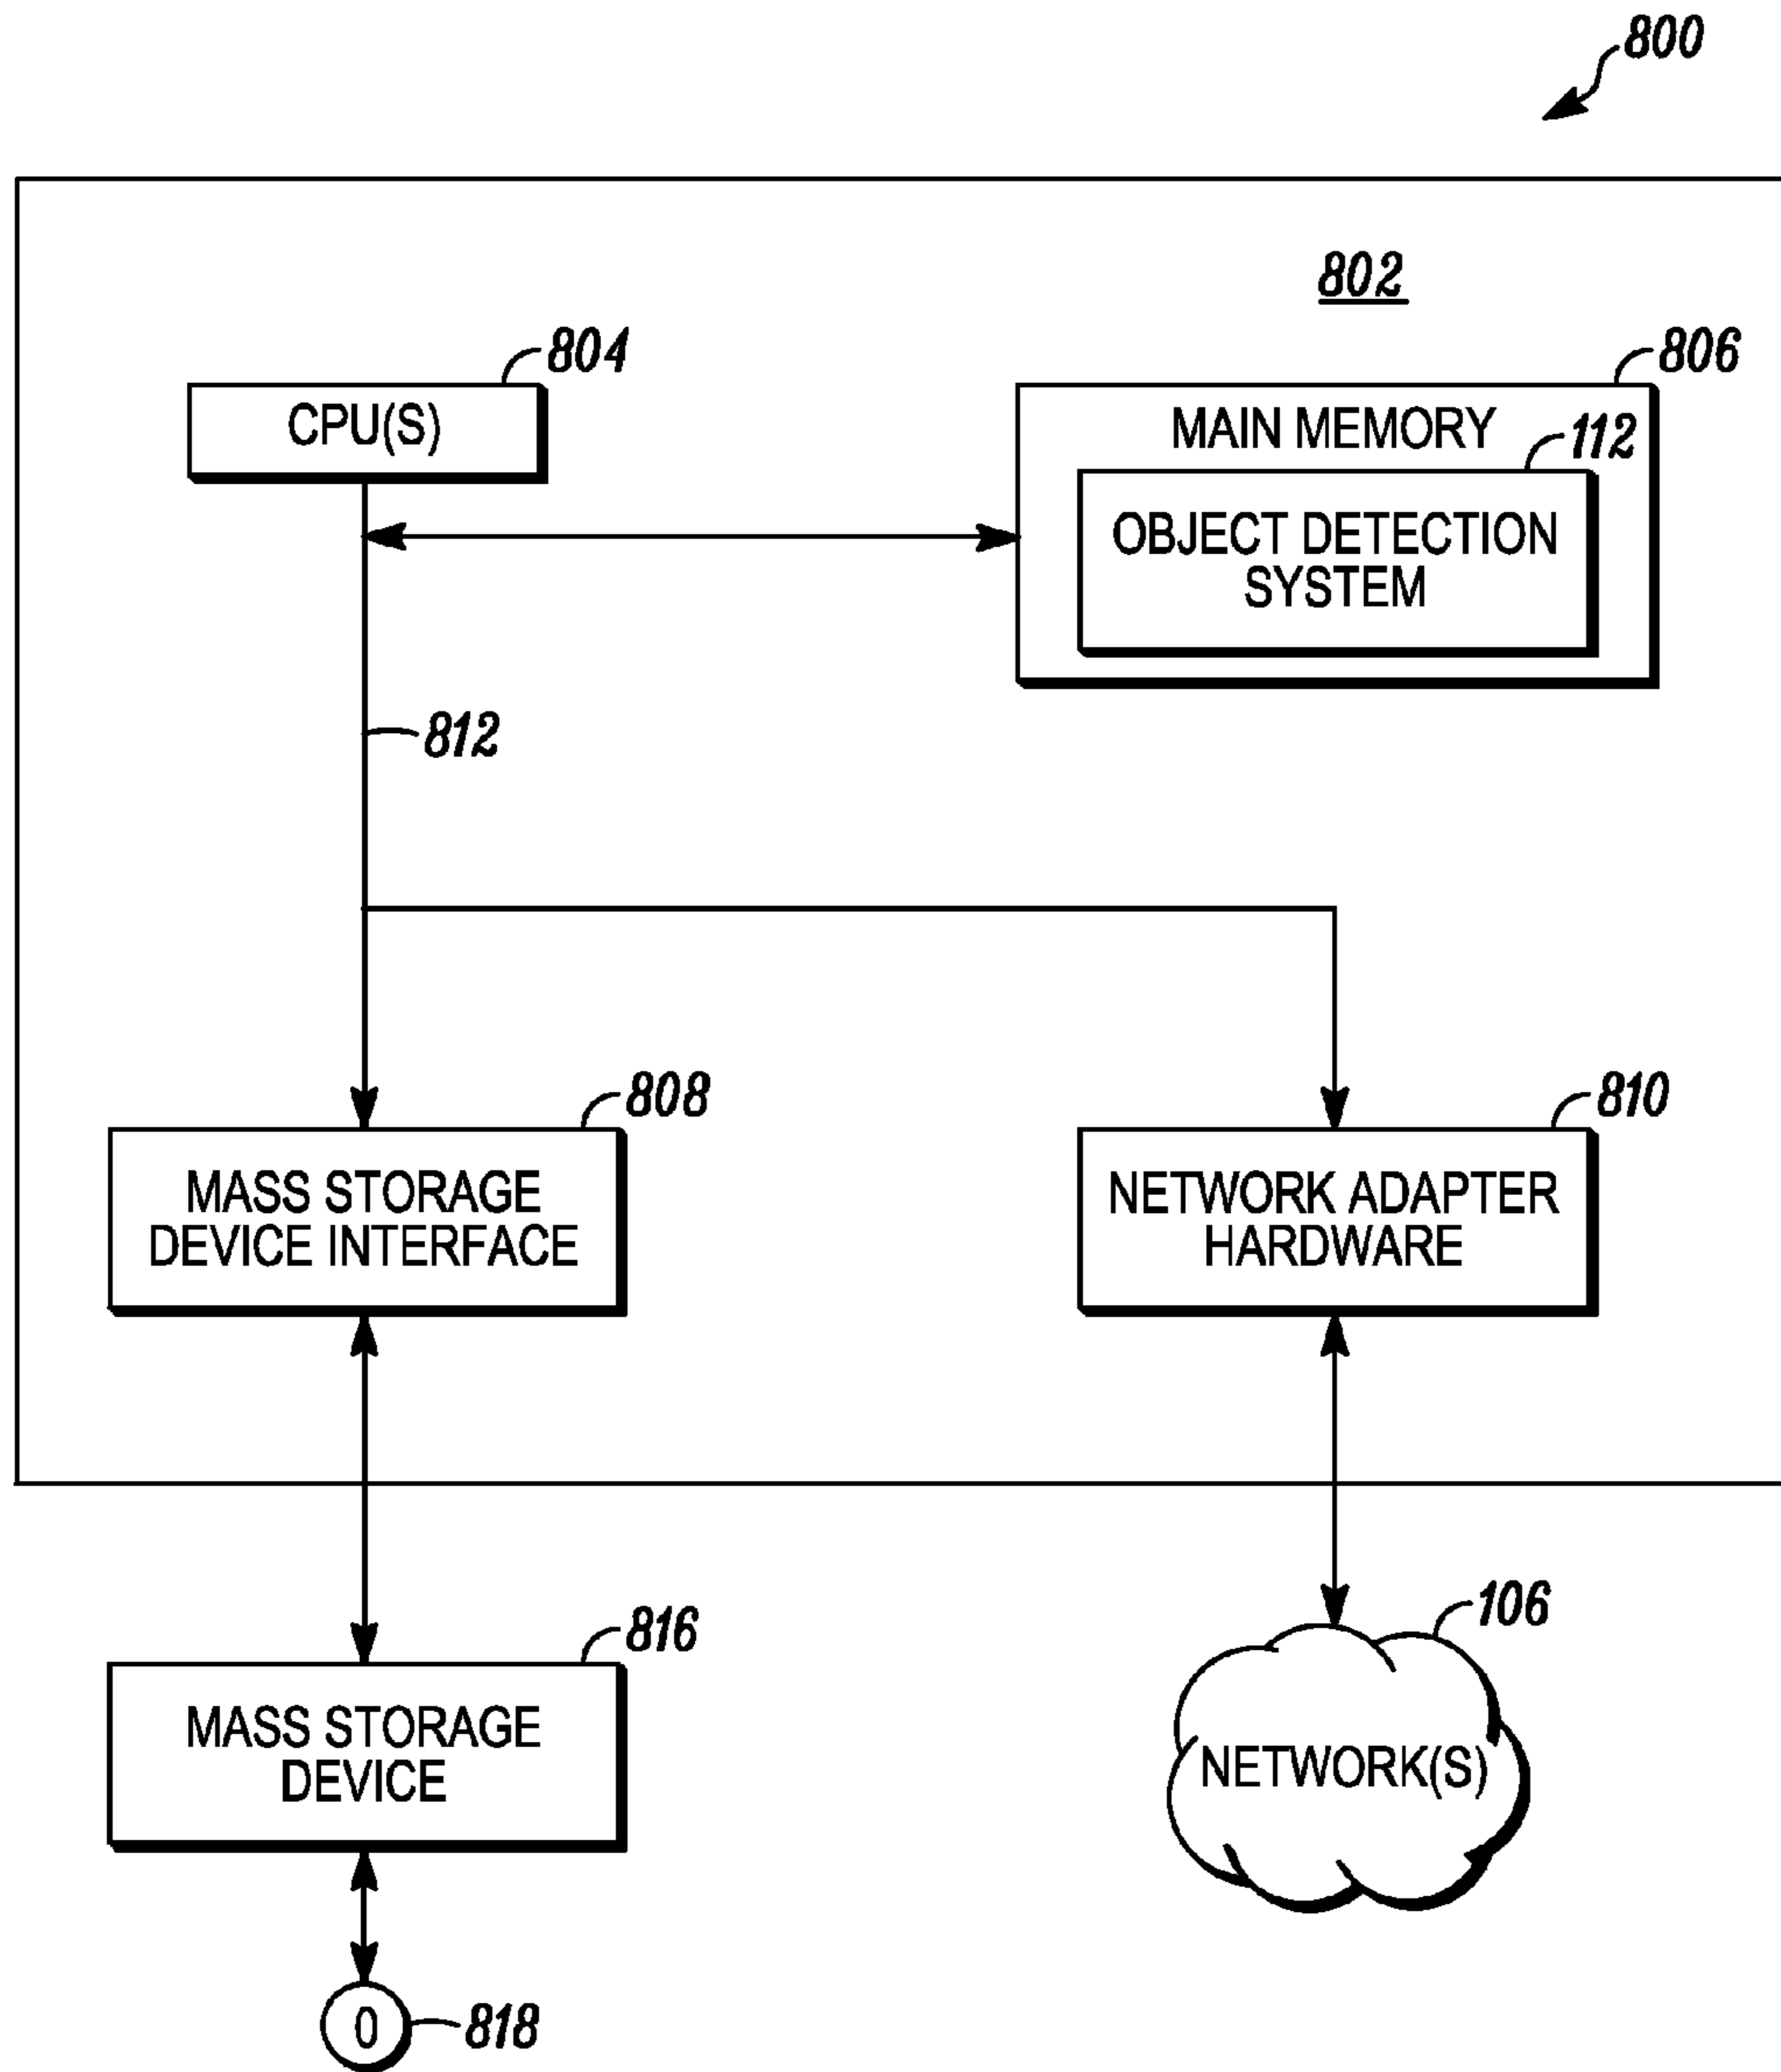 800
802
804
CPU(S)
806
MAIN MEMORY
112
OBJECT DETECTION
SYSTEM
812
808
MASS STORAGE
DEVICE INTERFACE
810
NETWORK ADAPTER
HARDWARE
816
MASS STORAGE
DEVICE
106
NETWORK(S)
0
818